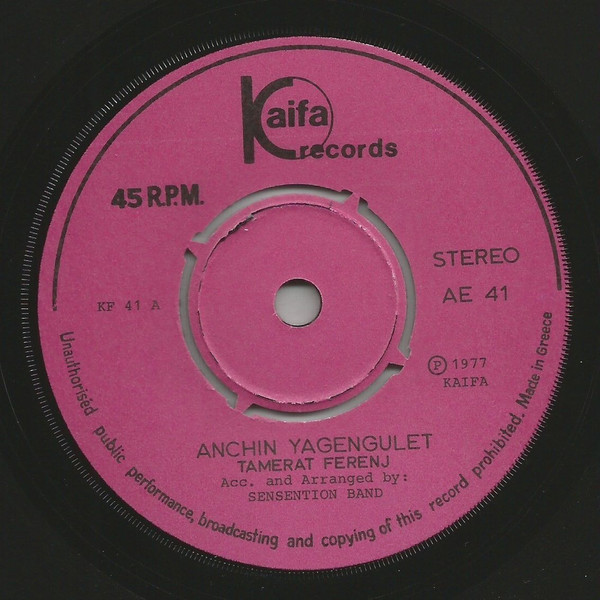 Kaifa
records
45 R.P.M.
STEREO
AE 41
KF 41 A
Ⓟ 1977
KAIFA
ANCHIN YAGENGULET
TAMERAT FERENJ
Acc. and Arranged by:
SENSENTION BAND
Unauthorised public performance, broadcasting and copying of this record prohibited. Made in Greece